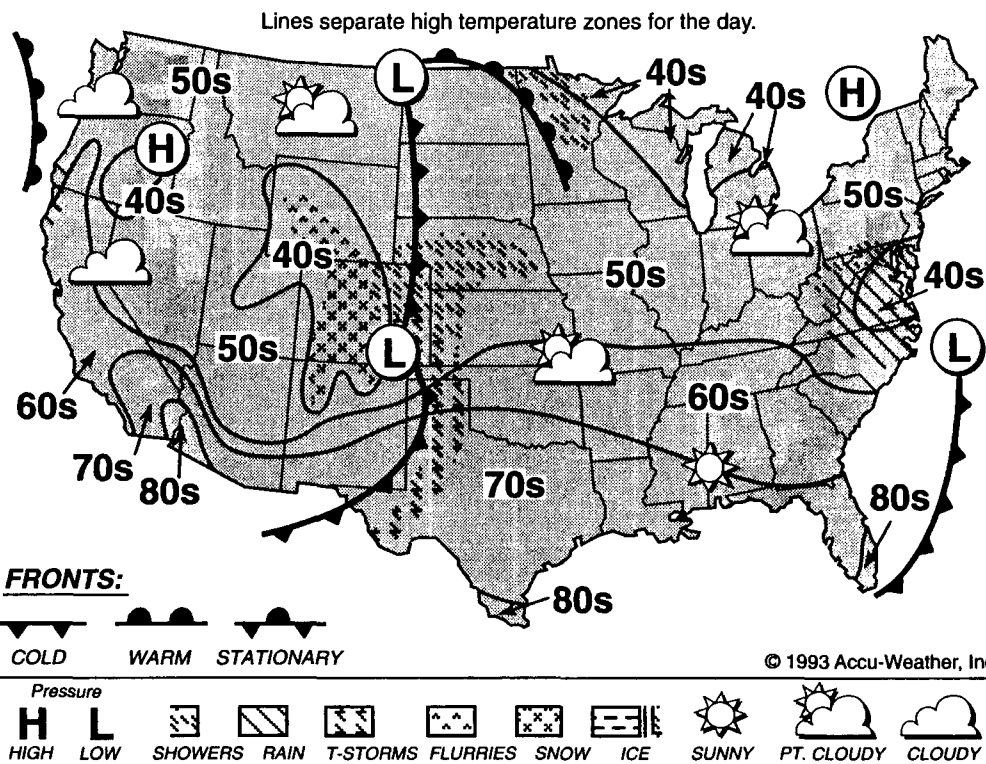 Lines separate high temperature zones for the day.
L
50s
40s
40s
H
H
40s
50s
40s
50s
40s
50s
L
L
60s
60s
70s
80s
70s
80s
80s
FRONTS:
COLD WARM STATIONARY
© 1993 Accu-Weather, Inc
Pressure
H L
HIGH LOW SHOWERS RAIN T-STORMS FLURRIES SNOW ICE SUNNY PT. CLOUDY CLOUDY